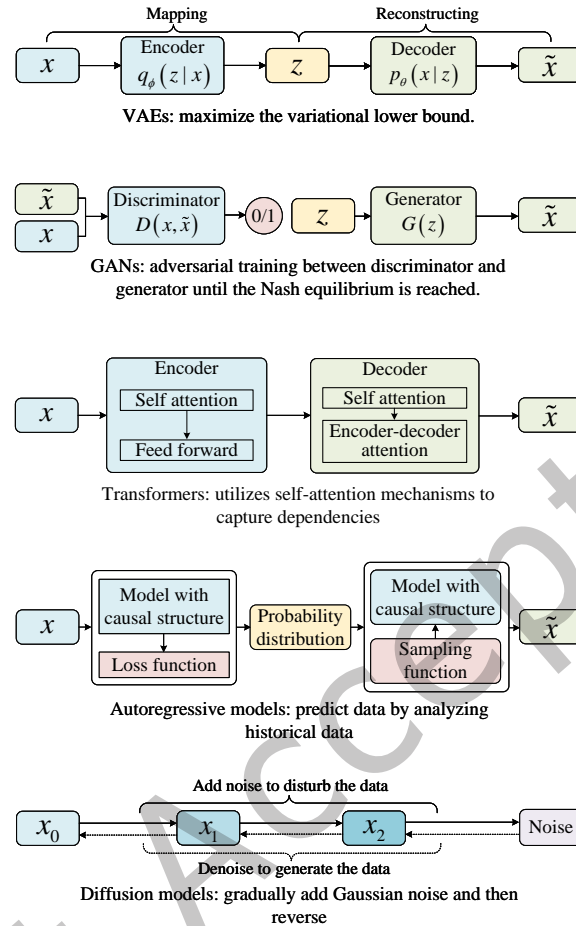 Mapping Reconstructing
x
Encoder
q_ϕ(z | x)
z
Decoder
p_θ(x | z)
x̃
VAEs: maximize the variational lower bound.
x̃
x
Discriminator
D(x, x̃)
0/1
z
Generator
G(z)
x̃
GANs: adversarial training between discriminator and
generator until the Nash equilibrium is reached.
x
Encoder
Self attention
Feed forward
Decoder
Self attention
Encoder-decoder
attention
x̃
Transformers: utilizes self-attention mechanisms to
capture dependencies
x
Model with
causal structure
Loss function
Probability
distribution
Model with
causal structure
Sampling
function
x̃
Autoregressive models: predict data by analyzing
historical data
Add noise to disturb the data
x₀
x₁
x₂
Noise
Denoise to generate the data
Diffusion models: gradually add Gaussian noise and then
reverse
Accept